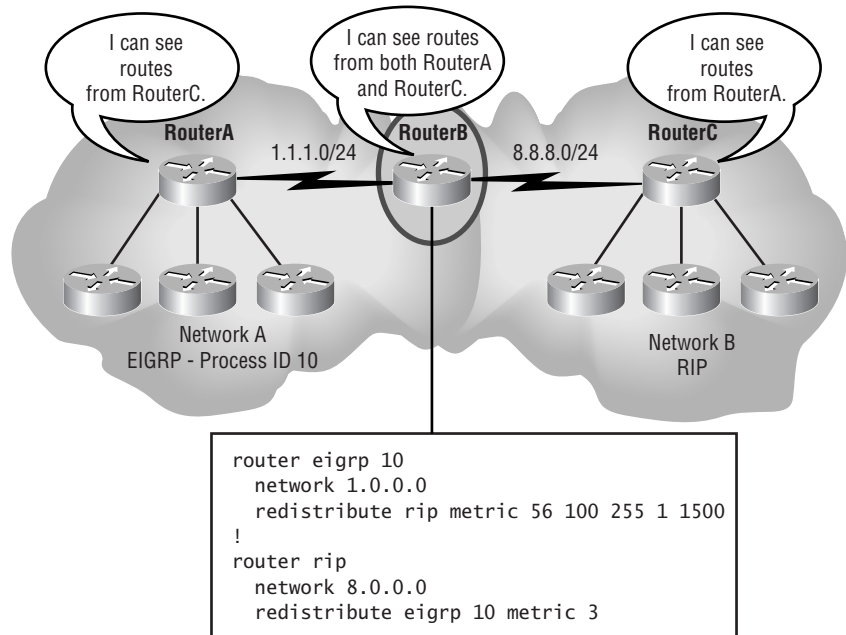 I can see
routes
from RouterC.
I can see routes
from both RouterA
and RouterC.
I can see
routes
from RouterA.
RouterA
RouterB
RouterC
1.1.1.0/24
8.8.8.0/24
Network A
EIGRP - Process ID 10
Network B
RIP
router eigrp 10
  network 1.0.0.0
  redistribute rip metric 56 100 255 1 1500
!
router rip
  network 8.0.0.0
  redistribute eigrp 10 metric 3